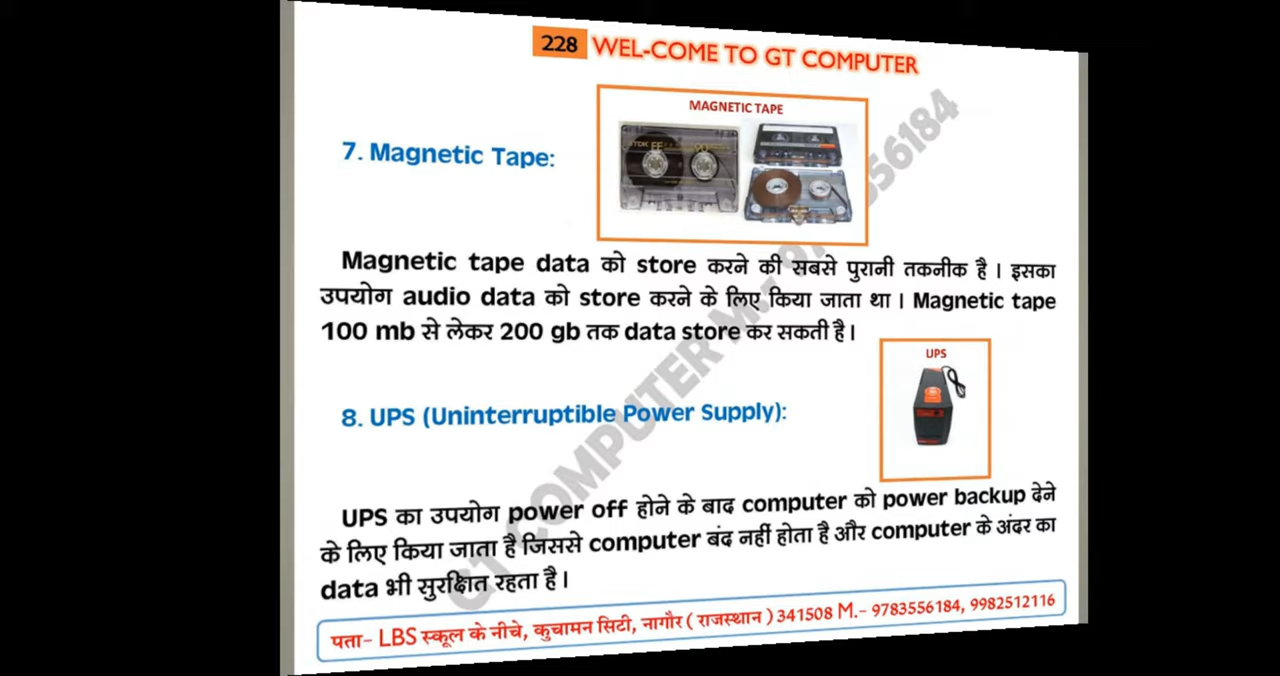 228 WEL-COME TO GT COMPUTER
MAGNETIC TAPE
7. Magnetic Tape:
Magnetic tape data को store करने की सबसे पुरानी तकनीक है । इसका
उपयोग audio data को store करने के लिए किया जाता था । Magnetic tape
100 mb से लेकर 200 gb तक data store कर सकती है ।
UPS
8. UPS (Uninterruptible Power Supply):
UPS का उपयोग power off होने के बाद computer को power backup देने
के लिए किया जाता है जिससे computer बंद नहीं होता है और computer के अंदर का
data भी सुरक्षित रहता है ।
पता- LBS स्कूल के नीचे, कुचामन सिटी, नागौर ( राजस्थान ) 341508 M.- 9783556184, 9982512116